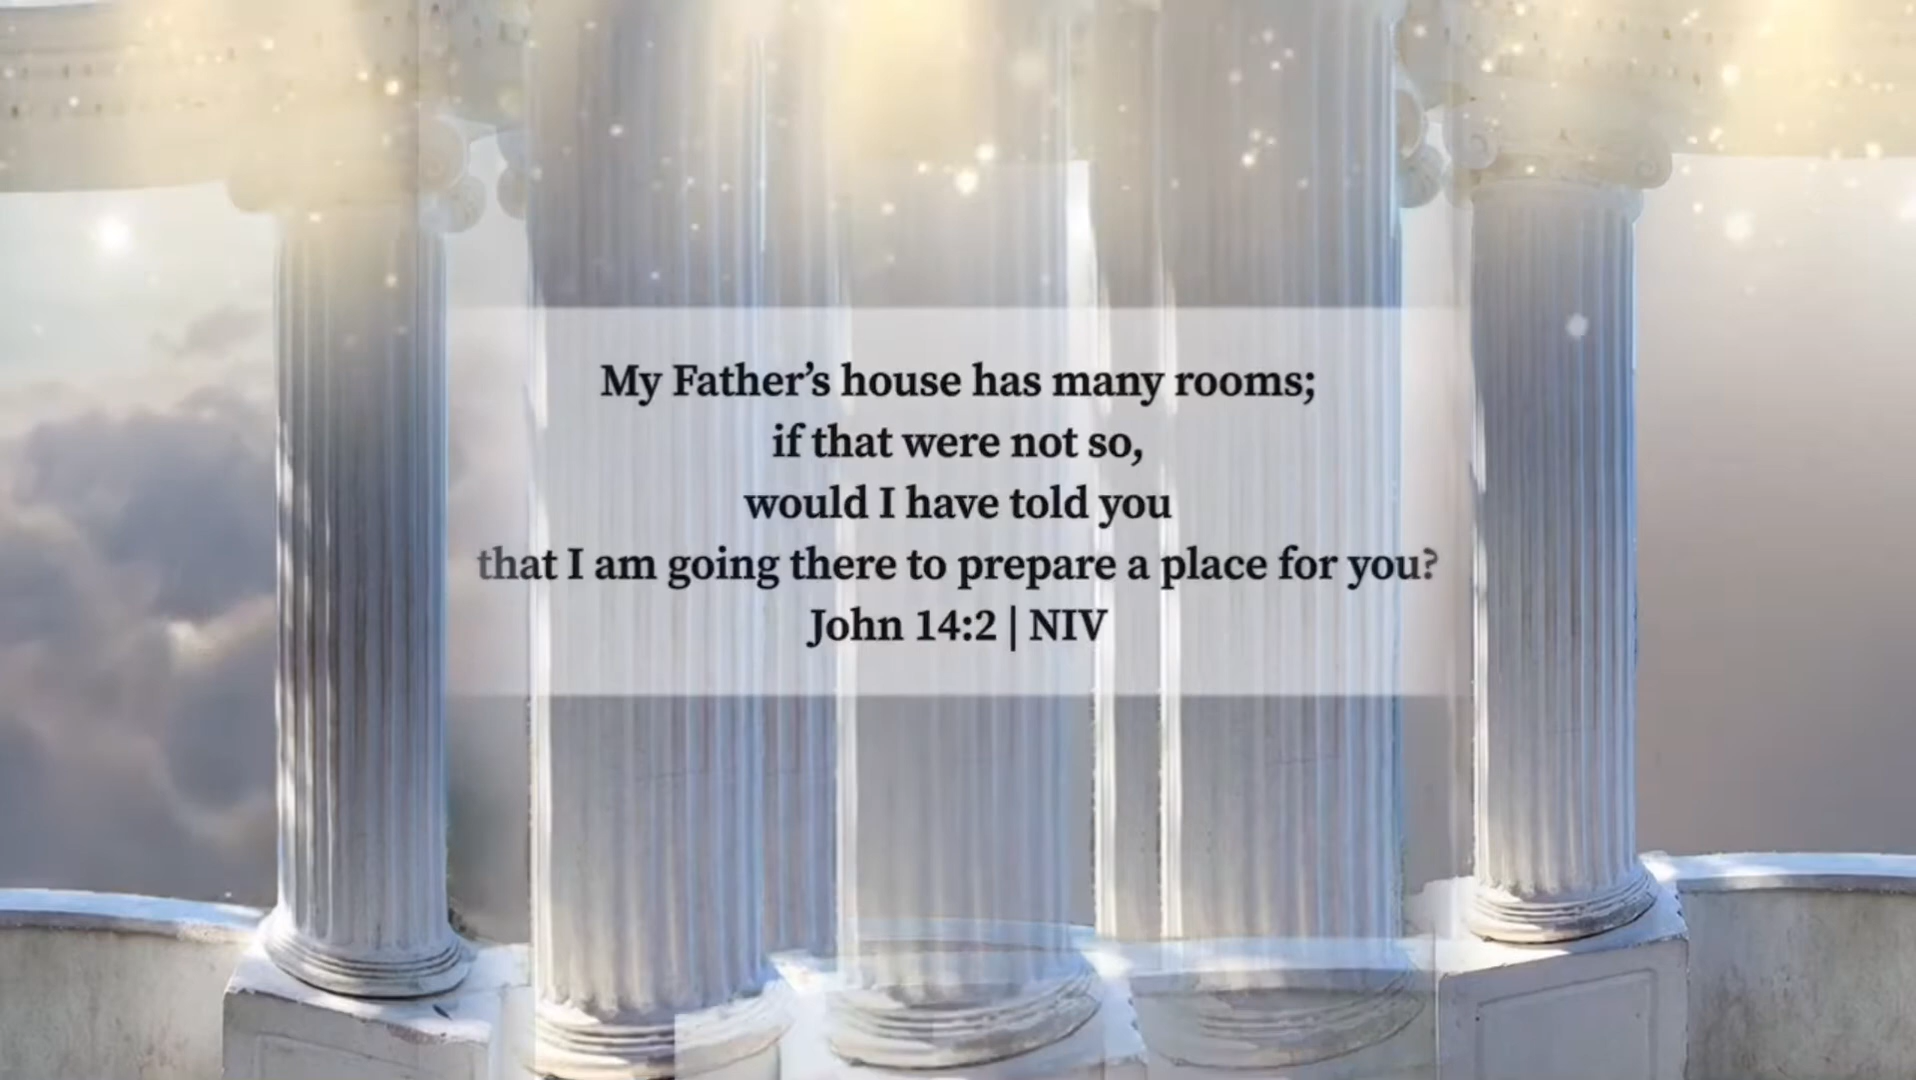 My Father’s house has many rooms;
if that were not so,
would I have told you
that I am going there to prepare a place for you?
John 14:2 | NIV